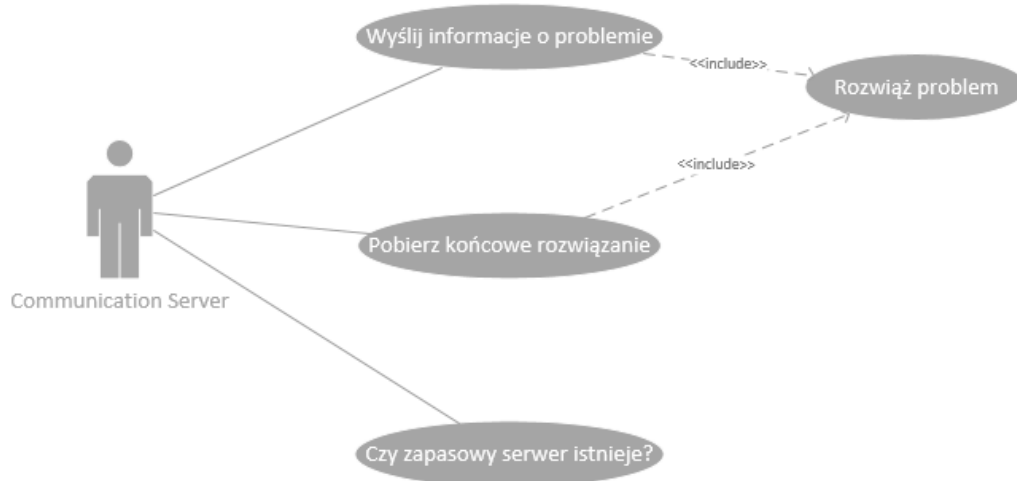 Wyślij informacje o problemie
<<include>>
Rozwiąż problem
<<include>>
Pobierz końcowe rozwiązanie
Communication Server
Czy zapasowy serwer istnieje?